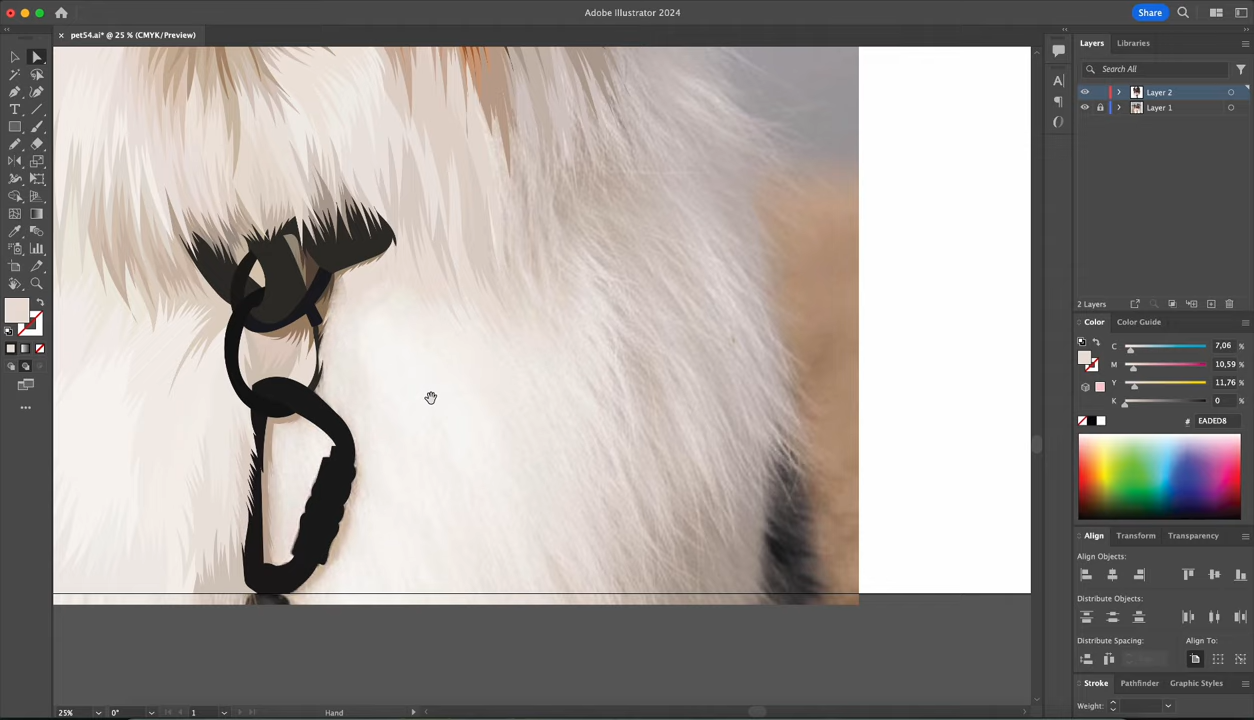 Adobe Illustrator 2024
Share
× pet54.ai* @ 25 % (CMYK/Preview)
Layers Libraries
Search All
Layer 2
Layer 1
2 Layers
Color Color Guide
C 7,06 %
M 10,59 %
Y 11,76 %
K 0 %
# EADED8
Align Transform Transparency
Align Objects:
Distribute Objects:
Distribute Spacing: Align To:
Stroke Pathfinder Graphic Styles
Weight:
25% 0° 1 Hand